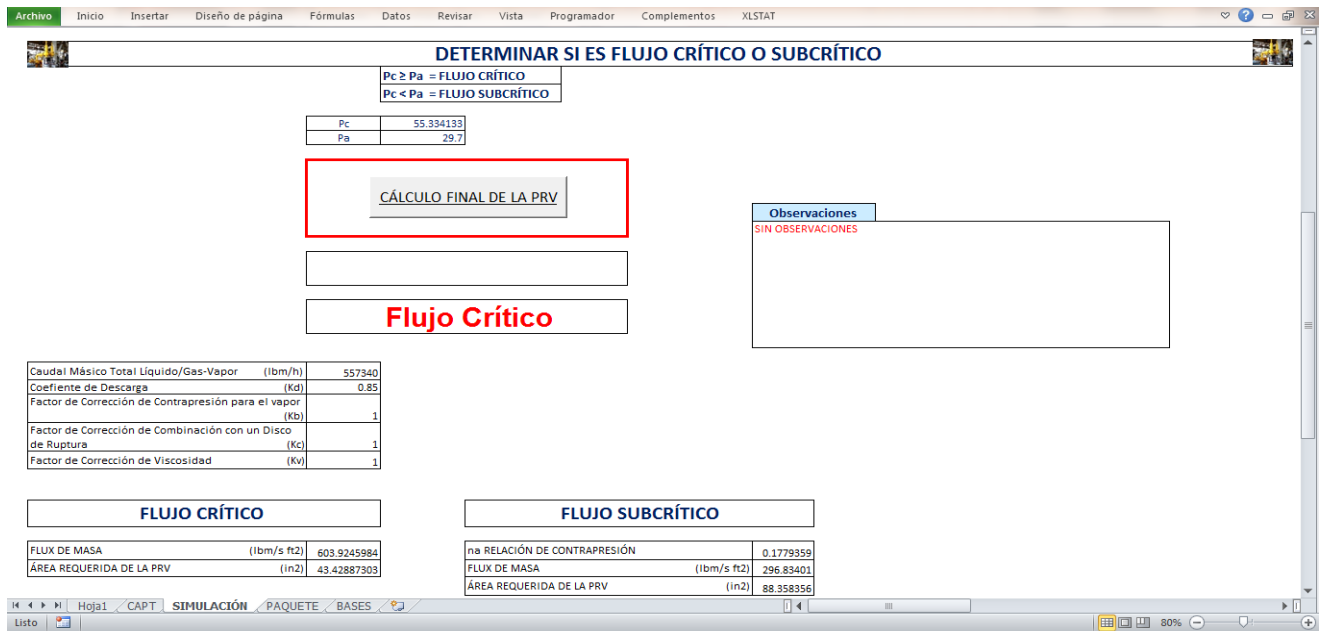 Archivo Inicio Insertar Diseño de página Fórmulas Datos Revisar Vista Programador Complementos XLSTAT
DETERMINAR SI ES FLUJO CRÍTICO O SUBCRÍTICO
Pc ≥ Pa = FLUJO CRÍTICO
Pc < Pa = FLUJO SUBCRÍTICO
Pc 55.334133
Pa 29.7
CÁLCULO FINAL DE LA PRV
Observaciones
SIN OBSERVACIONES
Flujo Crítico
Caudal Másico Total Líquido/Gas-Vapor (lbm/h) 557340
Coefiente de Descarga (Kd) 0.85
Factor de Corrección de Contrapresión para el vapor
(Kb) 1
Factor de Corrección de Combinación con un Disco
de Ruptura (Kc) 1
Factor de Corrección de Viscosidad (Kv) 1
FLUJO CRÍTICO
FLUX DE MASA (lbm/s ft2) 603.9245984
ÁREA REQUERIDA DE LA PRV (in2) 43.42887303
FLUJO SUBCRÍTICO
na RELACIÓN DE CONTRAPRESIÓN 0.1779359
FLUX DE MASA (lbm/s ft2) 296.83401
ÁREA REQUERIDA DE LA PRV (in2) 88.358356
Hoja1 CAPT SIMULACIÓN PAQUETE BASES
Listo 80%